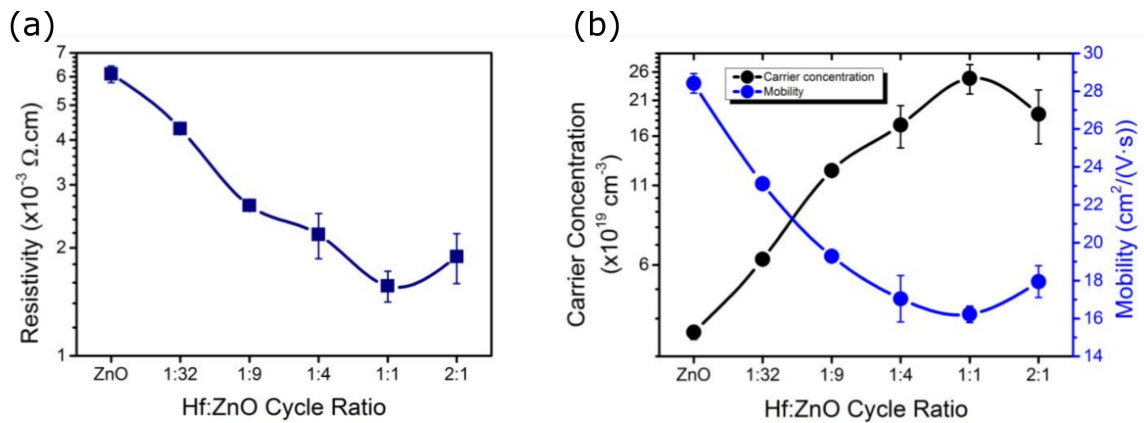 (a)
7
6
5
4
3
2
1
Resistivity (x10⁻³ Ω.cm)
ZnO 1:32 1:9 1:4 1:1 2:1
Hf:ZnO Cycle Ratio
(b)
Carrier concentration
Mobility
26
21
16
11
6
Carrier Concentration
(x10¹⁹ cm⁻³)
30
28
26
24
22
20
18
16
14
Mobility (cm²/(V·s))
ZnO 1:32 1:9 1:4 1:1 2:1
Hf:ZnO Cycle Ratio